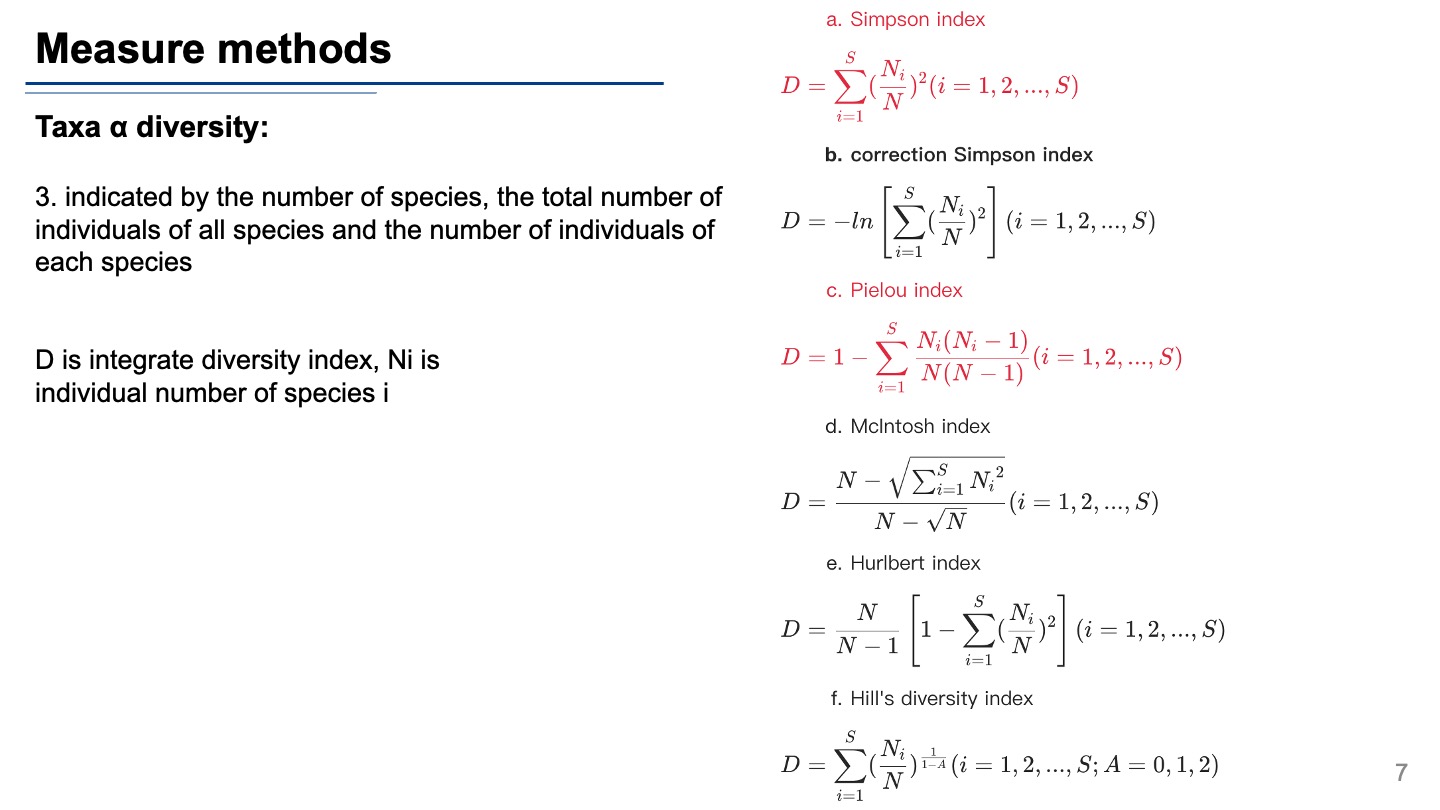 Measure methods
Taxa α diversity:
3. indicated by the number of species, the total number of
individuals of all species and the number of individuals of
each species
D is integrate diversity index, Ni is
individual number of species i
a. Simpson index
D = \sum_{i=1}^{S} (\frac{N_i}{N})^2 (i = 1, 2, ..., S)
b. correction Simpson index
D = -ln \left[ \sum_{i=1}^{S} (\frac{N_i}{N})^2 \right] (i = 1, 2, ..., S)
c. Pielou index
D = 1 - \sum_{i=1}^{S} \frac{N_i(N_i - 1)}{N(N - 1)} (i = 1, 2, ..., S)
d. McIntosh index
D = \frac{N - \sqrt{\sum_{i=1}^{S} N_i^2}}{N - \sqrt{N}} (i = 1, 2, ..., S)
e. Hurlbert index
D = \frac{N}{N - 1} \left[ 1 - \sum_{i=1}^{S} (\frac{N_i}{N})^2 \right] (i = 1, 2, ..., S)
f. Hill's diversity index
D = \sum_{i=1}^{S} (\frac{N_i}{N})^{\frac{1}{1-A}} (i = 1, 2, ..., S; A = 0, 1, 2)
7